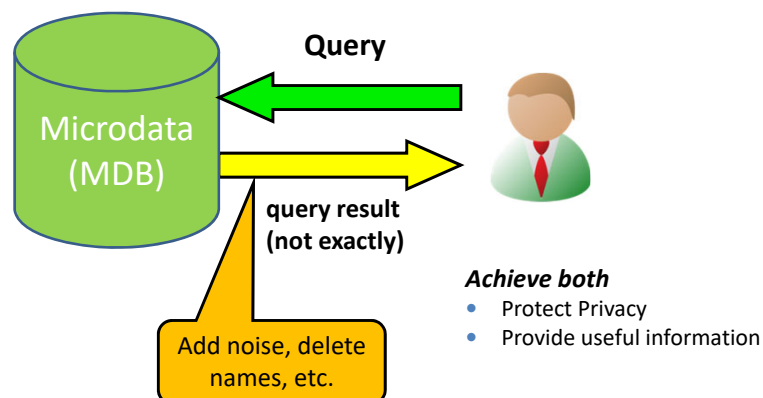 Query
Microdata
(MDB)
query result
(not exactly)
Achieve both
• Protect Privacy
• Provide useful information
Add noise, delete
names, etc.